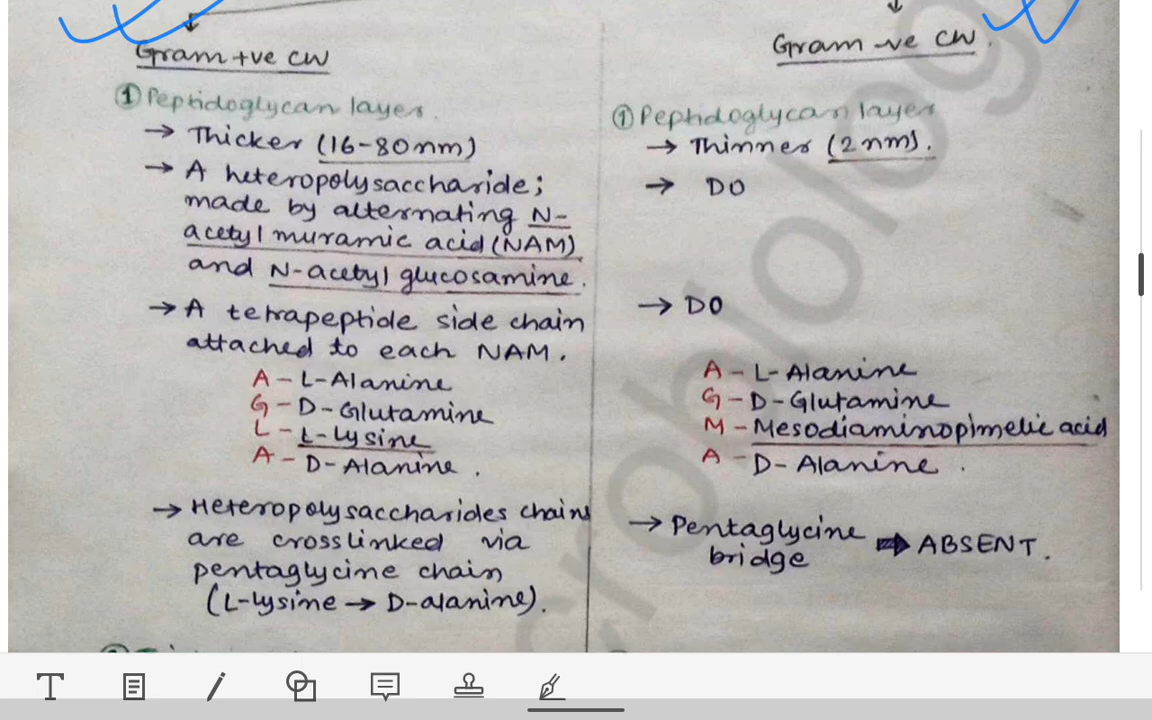 Gram +ve CW
① Peptidoglycan layer.
→ Thicker (16-80nm)
→ A heteropolysaccharide;
made by alternating N-
acetyl muramic acid (NAM)
and N-acetyl glucosamine.
→ A tetrapeptide side chain
attached to each NAM.
A - L-Alanine
G - D-Glutamine
L - L-lysine
A - D-Alanine.
→ Heteropolysaccharides chains
are crosslinked via
pentaglycine chain
(L-lysine → D-alanine).
Gram -ve CW.
① Peptidoglycan layer
→ Thinner (2nm).
→ DO
→ DO
A - L-Alanine
G - D-Glutamine
M - Mesodiaminopimelic acid
A - D-Alanine.
→ Pentaglycine
bridge ⇒ ABSENT.
crobiolog
T